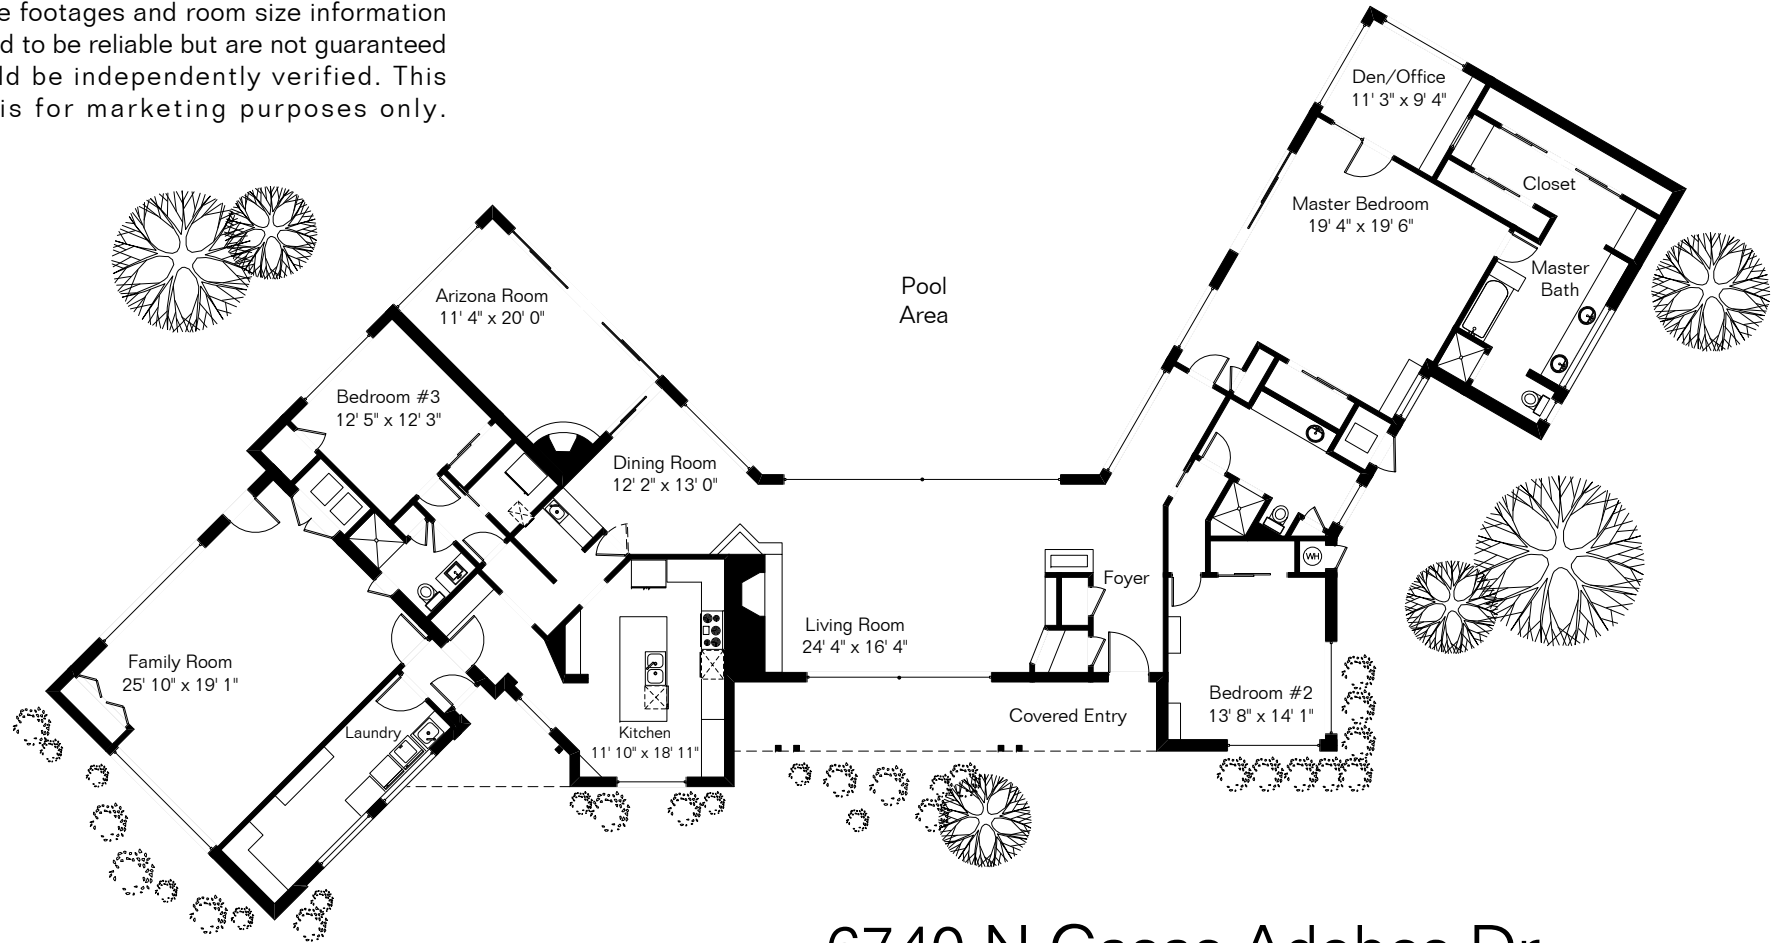 footages and room size information
to be reliable but are not guaranteed
be independently verified. This
is for marketing purposes only.
Den/Office
11' 3" x 9' 4"
Closet
Master Bedroom
19' 4" x 19' 6"
Master
Bath
Pool
Area
Arizona Room
11' 4" x 20' 0"
Bedroom #3
12' 5" x 12' 3"
Dining Room
12' 2" x 13' 0"
WH
Foyer
Living Room
24' 4" x 16' 4"
Family Room
25' 10" x 19' 1"
Bedroom #2
13' 8" x 14' 1"
Covered Entry
Laundry
Kitchen
11' 10" x 18' 11"
6740 N Casas Adobes Dr